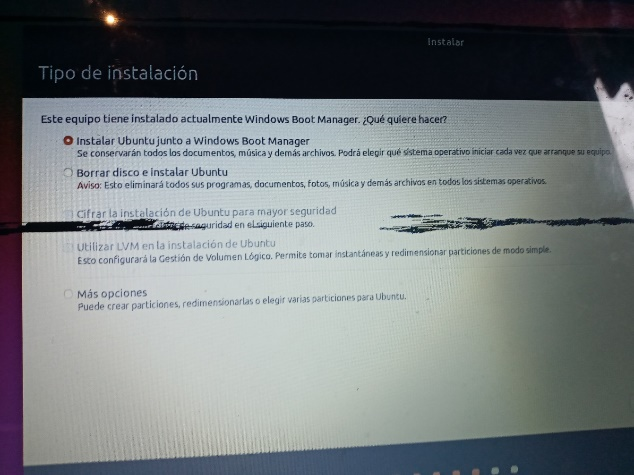 Instalar
Tipo de instalación
Este equipo tiene instalado actualmente Windows Boot Manager. ¿Qué quiere hacer?
Instalar Ubuntu junto a Windows Boot Manager
Se conservarán todos los documentos, música y demás archivos. Podrá elegir qué sistema operativo iniciar cada vez que arranque su equipo.
Borrar disco e instalar Ubuntu
Aviso: Esto eliminará todos sus programas, documentos, fotos, música y demás archivos en todos los sistemas operativos.
Cifrar la instalación de Ubuntu para mayor seguridad
de seguridad en el siguiente paso.
Utilizar LVM en la instalación de Ubuntu
Esto configurará la Gestión de Volumen Lógico. Permite tomar instantáneas y redimensionar particiones de modo simple.
Más opciones
Puede crear particiones, redimensionarlas o elegir varias particiones para Ubuntu.